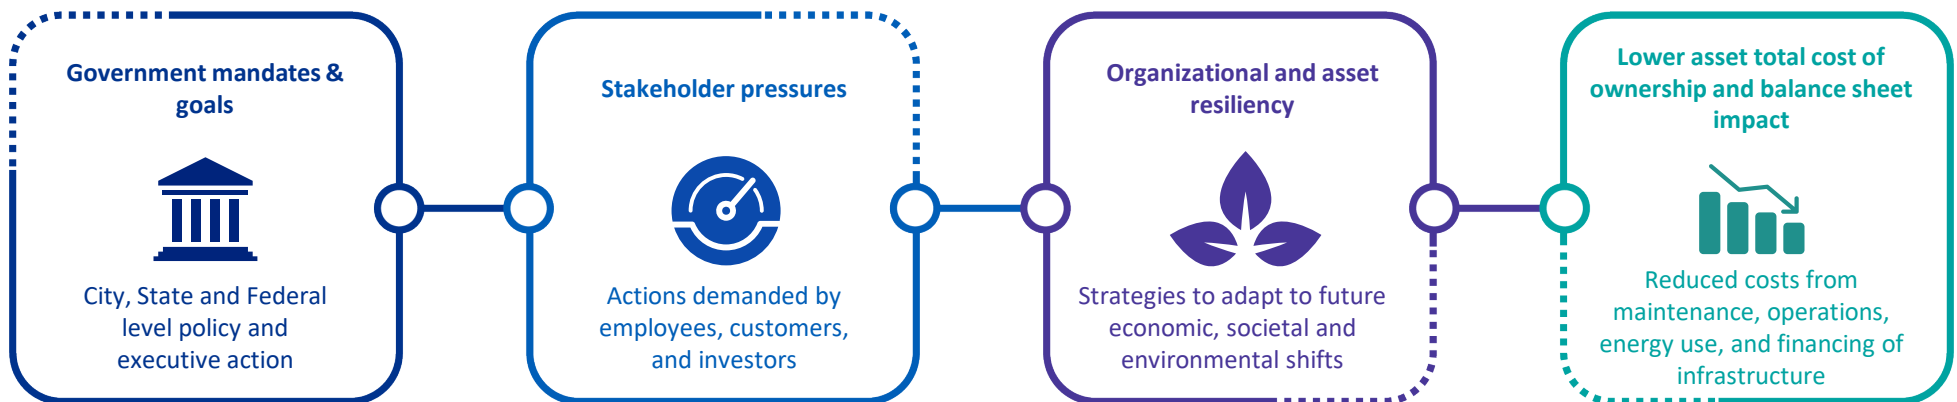 Government mandates &
goals
City, State and Federal
level policy and
executive action
Stakeholder pressures
Actions demanded by
employees, customers,
and investors
Organizational and asset
resiliency
Strategies to adapt to future
economic, societal and
environmental shifts
Lower asset total cost of
ownership and balance sheet
impact
Reduced costs from
maintenance, operations,
energy use, and financing of
infrastructure